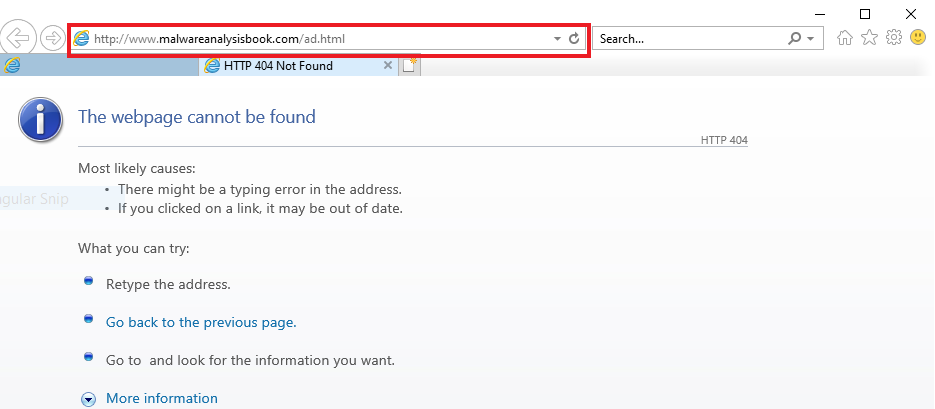 http://www.malwareanalysisbook.com/ad.html
Search...
HTTP 404 Not Found
The webpage cannot be found
HTTP 404
Most likely causes:
• There might be a typing error in the address.
• If you clicked on a link, it may be out of date.
ngular Snip
What you can try:
Retype the address.
Go back to the previous page.
Go to  and look for the information you want.
More information